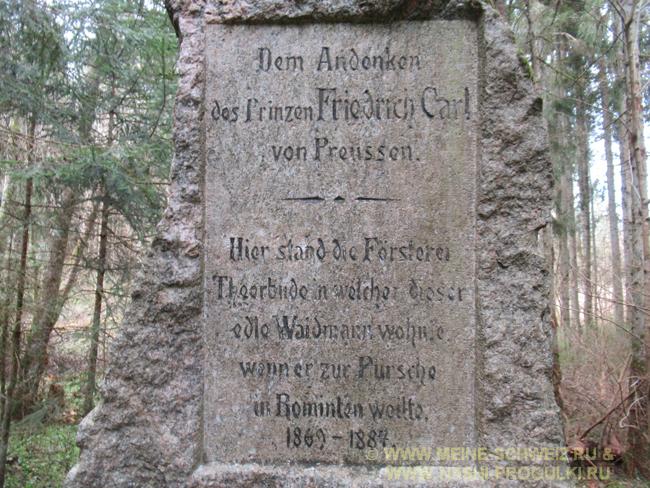 Dem Andenken
des Prinzen Friedrich Carl
von Preussen.
Hier stand die Försterei
Theerbude in welcher dieser
edle Waidmann wohnte,
wenn er zur Pürsche
in Rominten weilte.
1869 - 1884.
© WWW.MEINE-SCHWEIZ.RU &
WWW.NASHI-PROGULKI.RU